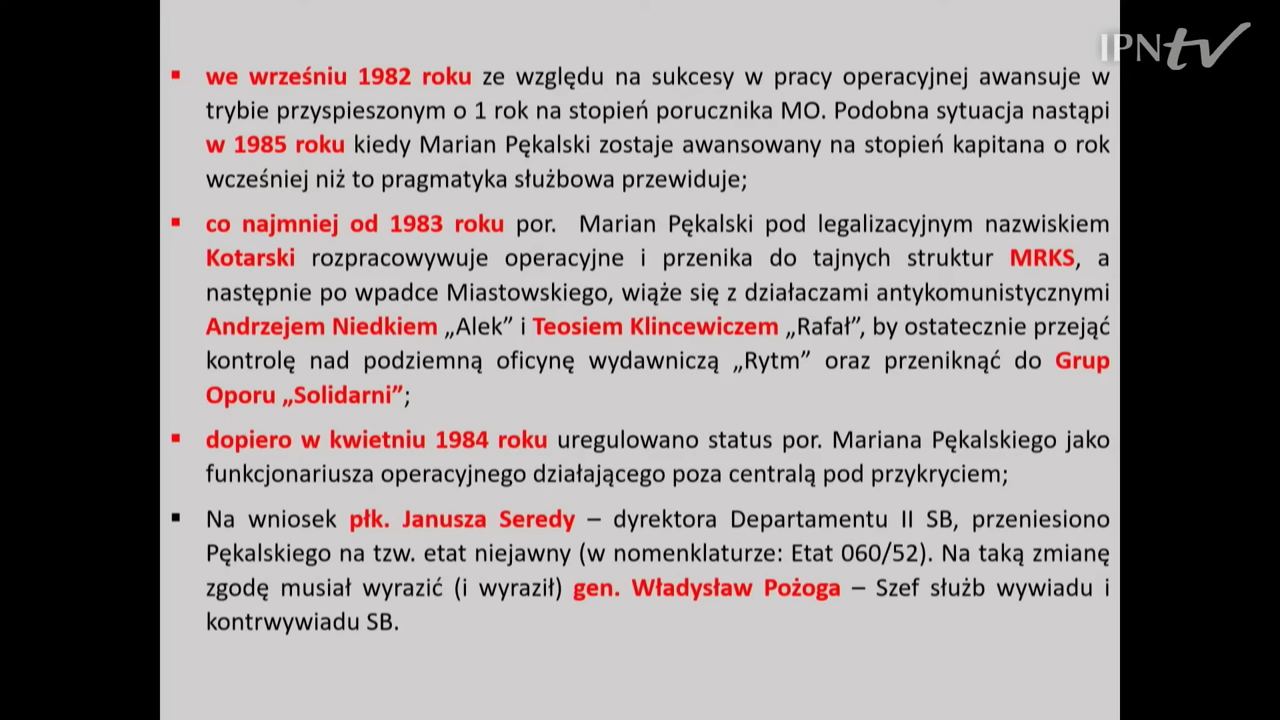 IPNtv
▪ we wrześniu 1982 roku ze względu na sukcesy w pracy operacyjnej awansuje w
trybie przyspieszonym o 1 rok na stopień porucznika MO. Podobna sytuacja nastąpi
w 1985 roku kiedy Marian Pękalski zostaje awansowany na stopień kapitana o rok
wcześniej niż to pragmatyka służbowa przewiduje;
▪ co najmniej od 1983 roku por. Marian Pękalski pod legalizacyjnym nazwiskiem
Kotarski rozpracowywuje operacyjne i przenika do tajnych struktur MRKS, a
następnie po wpadce Miastowskiego, wiąże się z działaczami antykomunistycznymi
Andrzejem Niedkiem „Alek” i Teosiem Klincewiczem „Rafał”, by ostatecznie przejąć
kontrolę nad podziemną oficynę wydawniczą „Rytm” oraz przeniknąć do Grup
Oporu „Solidarni”;
▪ dopiero w kwietniu 1984 roku uregulowano status por. Mariana Pękalskiego jako
funkcjonariusza operacyjnego działającego poza centralą pod przykryciem;
▪ Na wniosek płk. Janusza Seredy – dyrektora Departamentu II SB, przeniesiono
Pękalskiego na tzw. etat niejawny (w nomenklaturze: Etat 060/52). Na taką zmianę
zgodę musiał wyrazić (i wyraził) gen. Władysław Pożoga – Szef służb wywiadu i
kontrwywiadu SB.